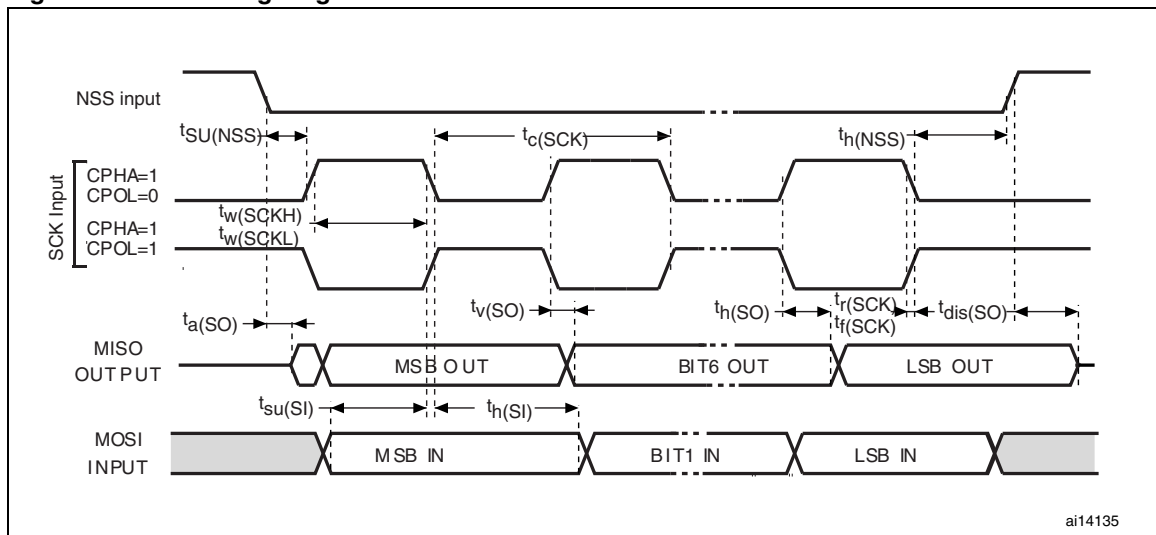 NSS input
tSU(NSS)
tc(SCK)
th(NSS)
SCK Input
CPHA=1
CPOL=0
CPHA=1
CPOL=1
tw(SCKH)
tw(SCKL)
ta(SO)
tv(SO)
th(SO)
tr(SCK)
tf(SCK)
tdis(SO)
MISO
OUTPUT
MSB OUT
BIT6 OUT
LSB OUT
tsu(SI)
th(SI)
MOSI
INPUT
MSB IN
BIT1 IN
LSB IN
ai14135